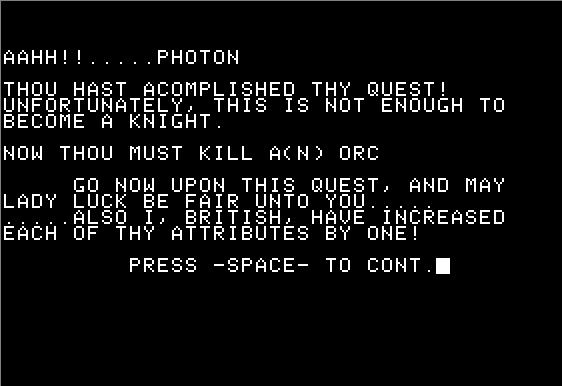 AAHH!!.....PHOTON
THOU HAST ACOMPLISHED THY QUEST!
UNFORTUNATELY, THIS IS NOT ENOUGH TO
BECOME A KNIGHT.
NOW THOU MUST KILL A(N) ORC
GO NOW UPON THIS QUEST, AND MAY
LADY LUCK BE FAIR UNTO YOU.....
.....ALSO I, BRITISH, HAVE INCREASED
EACH OF THY ATTRIBUTES BY ONE!
PRESS -SPACE- TO CONT.